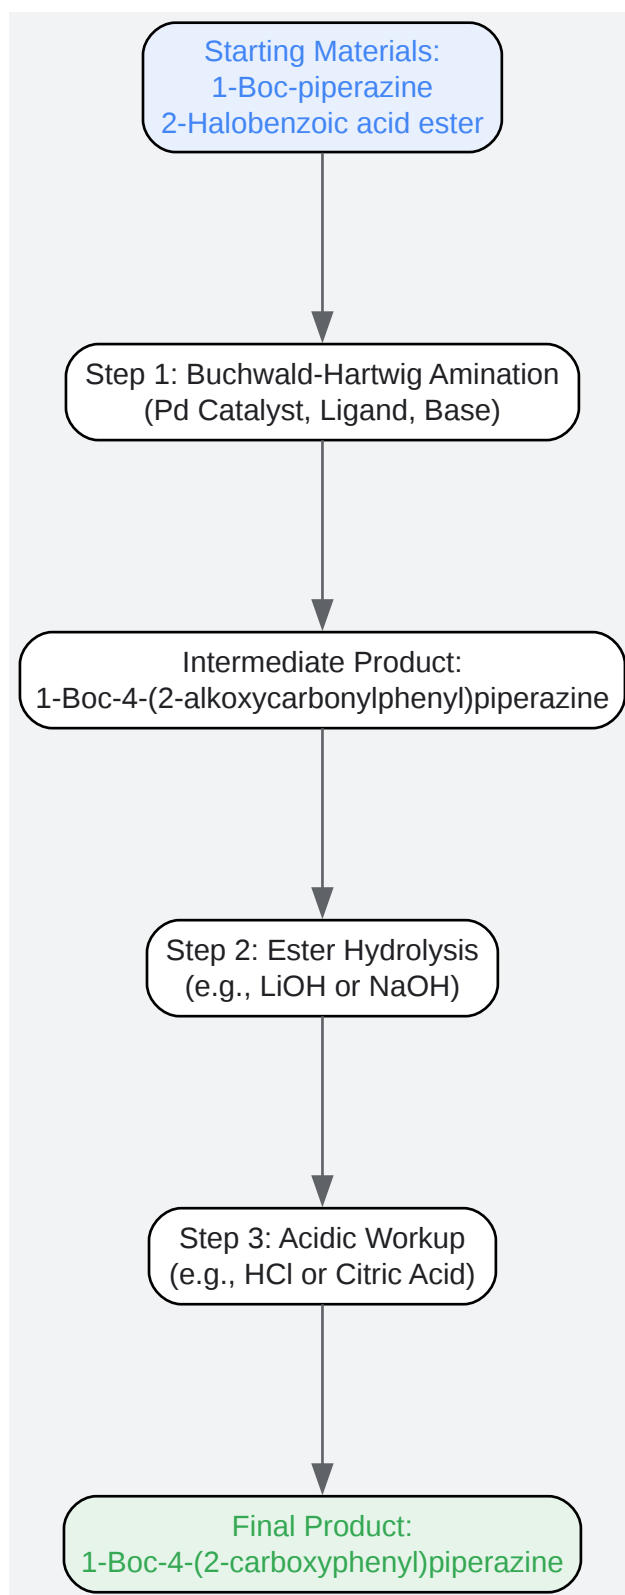 Starting Materials:
1-Boc-piperazine
2-Halobenzoic acid ester
Step 1: Buchwald-Hartwig Amination
(Pd Catalyst, Ligand, Base)
Intermediate Product:
1-Boc-4-(2-alkoxycarbonylphenyl)piperazine
Step 2: Ester Hydrolysis
(e.g., LiOH or NaOH)
Step 3: Acidic Workup
(e.g., HCl or Citric Acid)
Final Product:
1-Boc-4-(2-carboxyphenyl)piperazine